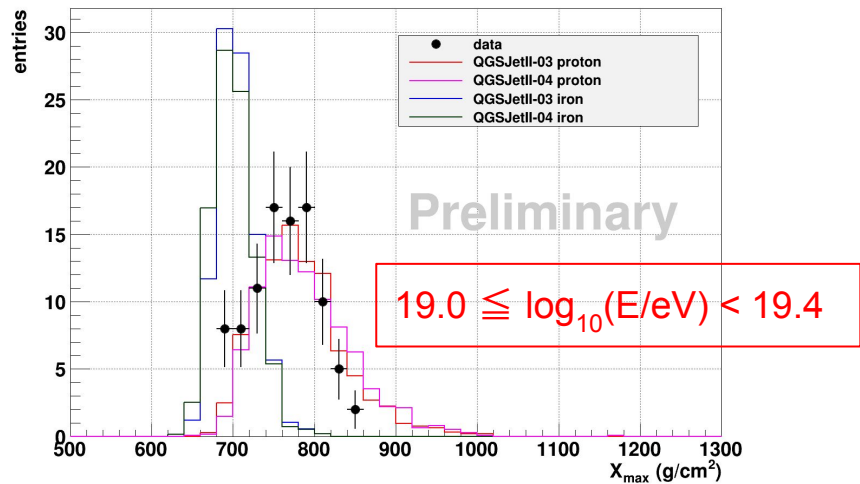 entries
30
25
20
15
10
5
0
500 600 700 800 900 1000 1100 1200 1300
X_max (g/cm²)
data
QGSJetII-03 proton
QGSJetII-04 proton
QGSJetII-03 iron
QGSJetII-04 iron
Preliminary
19.0 ≦ log₁₀(E/eV) < 19.4